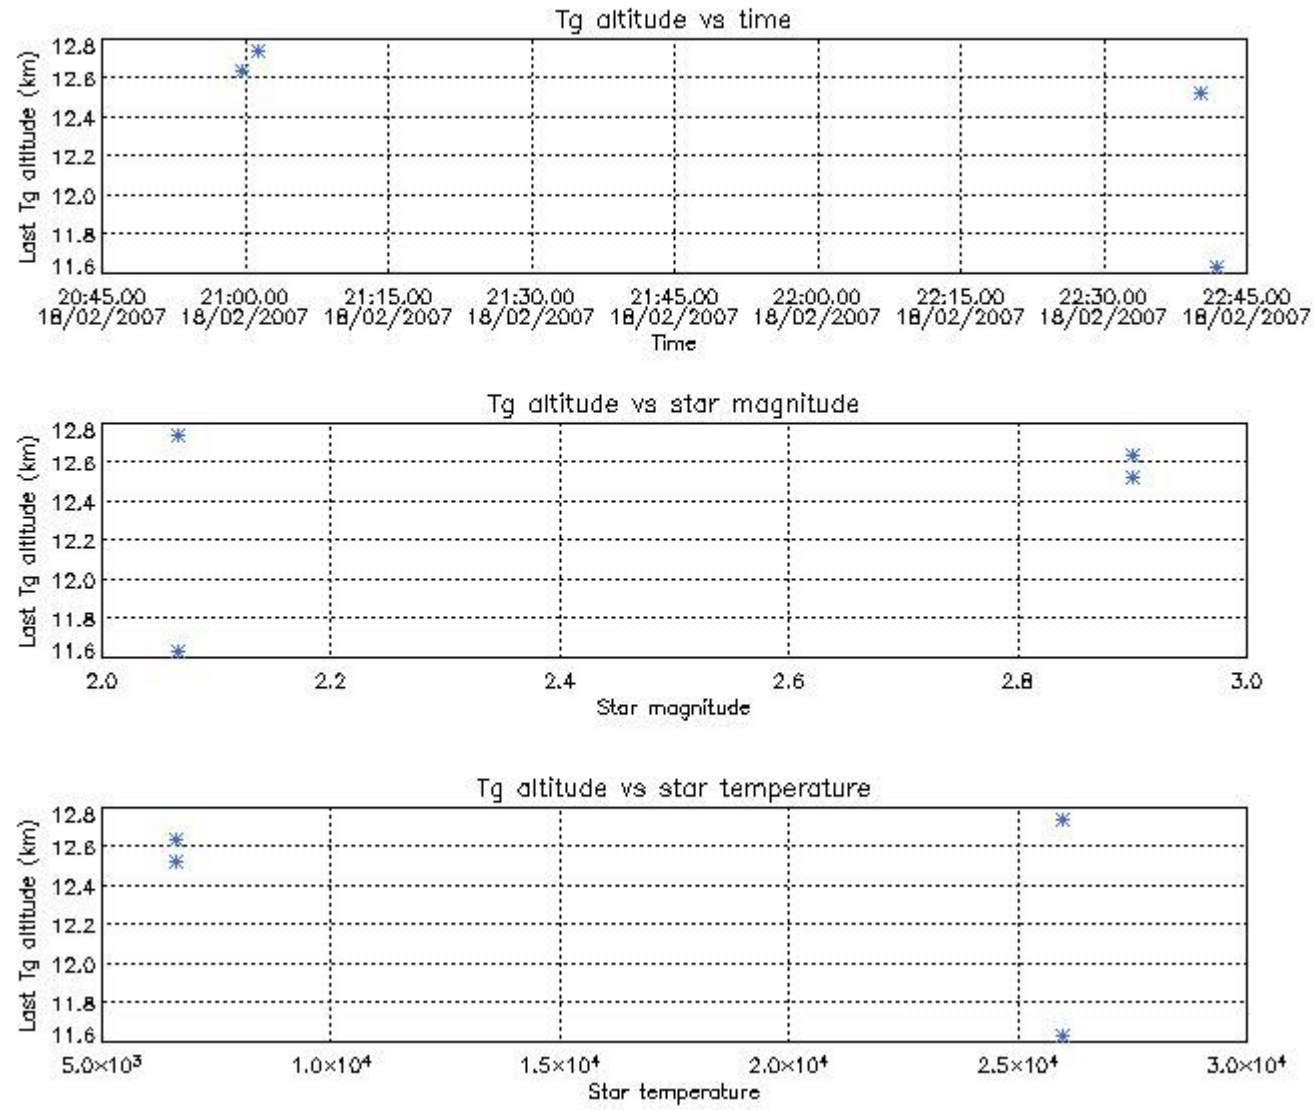 Tg altitude vs time
Last Tg altitude (km)
12.8
12.6
12.4
12.2
12.0
11.8
11.6
20:45.00 21:00.00 21:15.00 21:30.00 21:45.00 22:00.00 22:15.00 22:30.00 22:45.00
18/02/2007 18/02/2007 18/02/2007 18/02/2007 18/02/2007 18/02/2007 18/02/2007 18/02/2007 18/02/2007
Time
Tg altitude vs star magnitude
Last Tg altitude (km)
12.8
12.6
12.4
12.2
12.0
11.8
11.6
2.0 2.2 2.4 2.6 2.8 3.0
Star magnitude
Tg altitude vs star temperature
Last Tg altitude (km)
12.8
12.6
12.4
12.2
12.0
11.8
11.6
5.0×10³ 1.0×10⁴ 1.5×10⁴ 2.0×10⁴ 2.5×10⁴ 3.0×10⁴
Star temperature